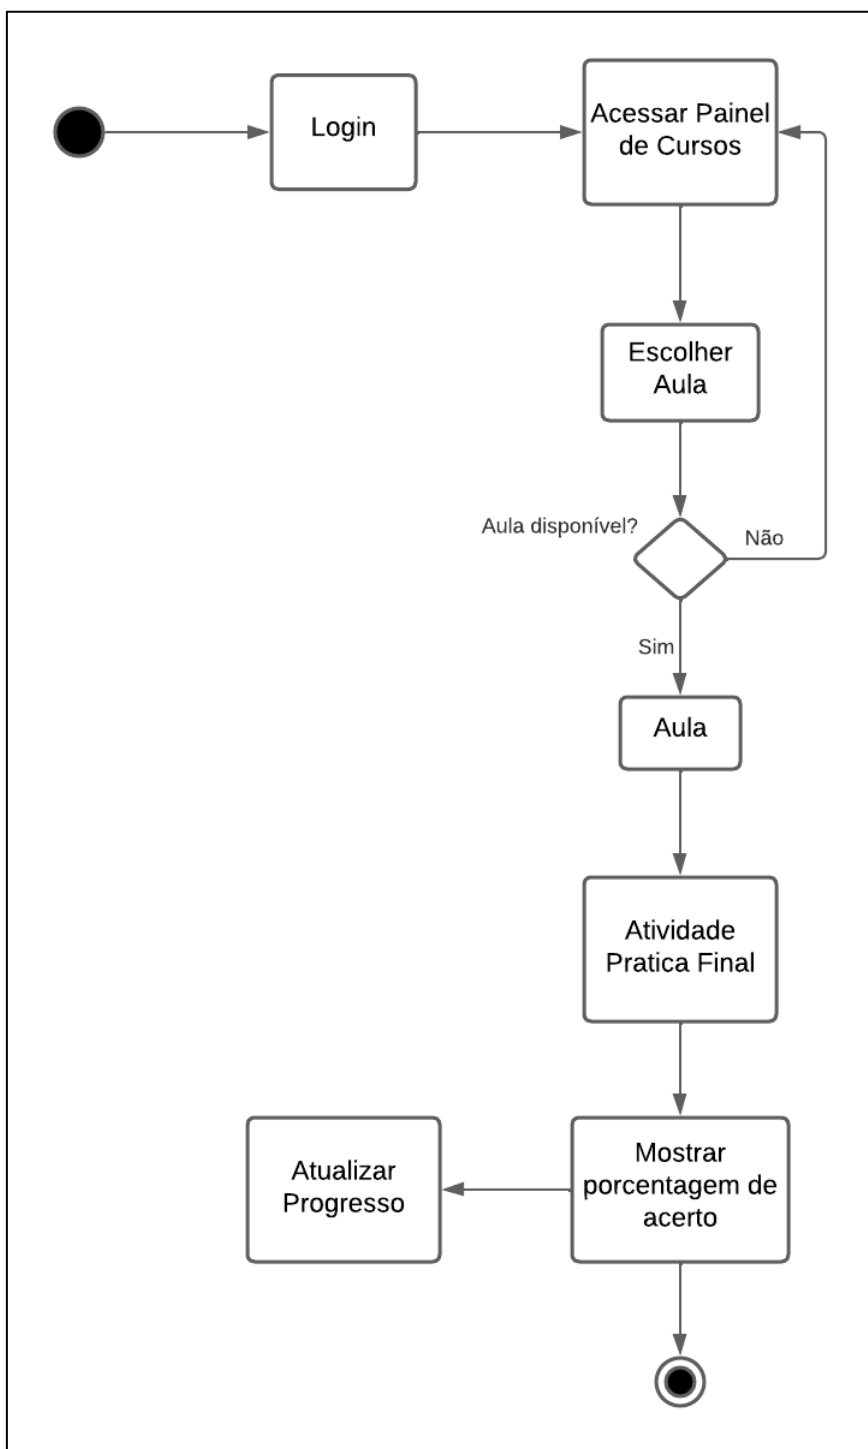 Login
Acessar Painel
de Cursos
Escolher
Aula
Aula disponível?
Não
Sim
Aula
Atividade
Pratica Final
Mostrar
porcentagem de
acerto
Atualizar
Progresso